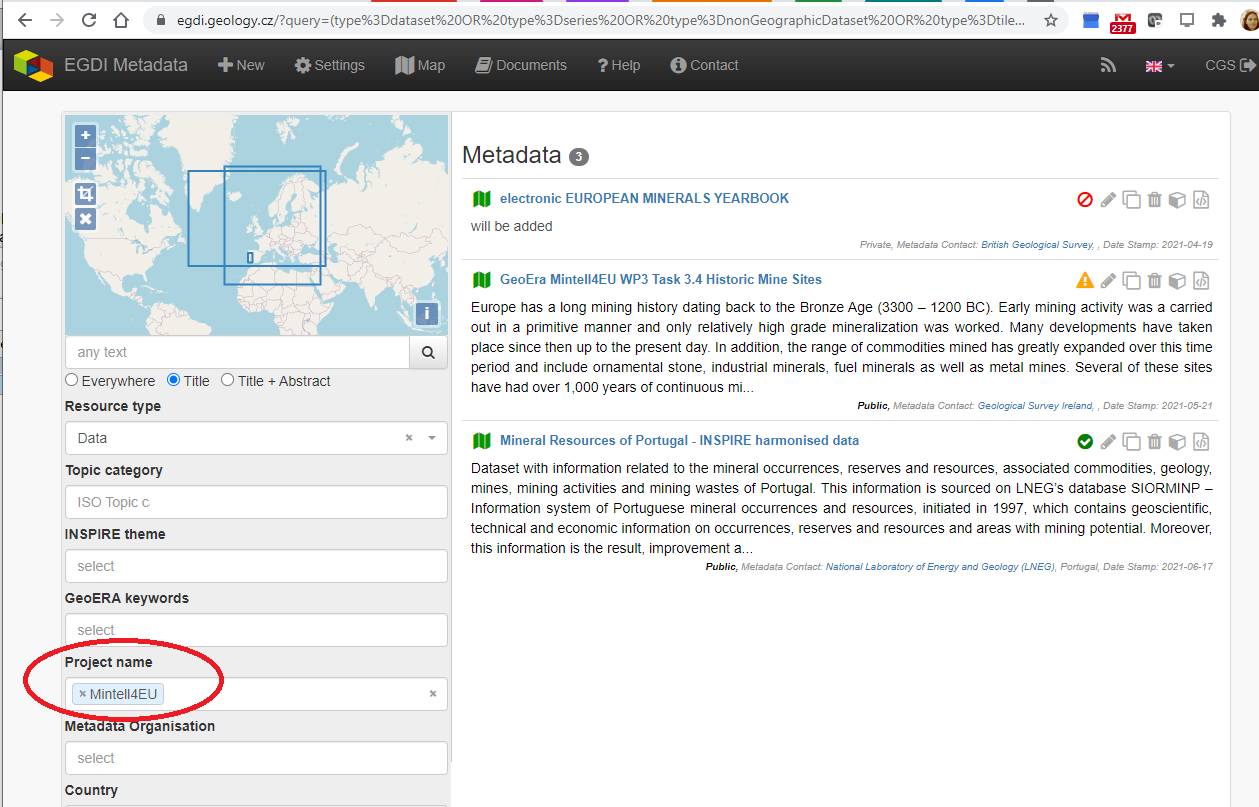 egdi.geology.cz/?query=(type%3Ddataset%20OR%20type%3Dseries%20OR%20type%3DnonGeographicDataset%20OR%20type%3Dtile...
2377
EGDI Metadata New Settings Map Documents ? Help Contact CGS
+
−
i
any text
Everywhere Title Title + Abstract
Resource type
Data ×
Topic category
ISO Topic c
INSPIRE theme
select
GeoERA keywords
select
Project name
× Mintell4EU ×
Metadata Organisation
select
Country
Metadata 3
electronic EUROPEAN MINERALS YEARBOOK
will be added
Private, Metadata Contact: British Geological Survey, , Date Stamp: 2021-04-19
GeoEra Mintell4EU WP3 Task 3.4 Historic Mine Sites
Europe has a long mining history dating back to the Bronze Age (3300 – 1200 BC). Early mining activity was a carried
out in a primitive manner and only relatively high grade mineralization was worked. Many developments have taken
place since then up to the present day. In addition, the range of commodities mined has greatly expanded over this time
period and include ornamental stone, industrial minerals, fuel minerals as well as metal mines. Several of these sites
have had over 1,000 years of continuous mi...
Public, Metadata Contact: Geological Survey Ireland, , Date Stamp: 2021-05-21
Mineral Resources of Portugal - INSPIRE harmonised data
Dataset with information related to the mineral occurrences, reserves and resources, associated commodities, geology,
mines, mining activities and mining wastes of Portugal. This information is sourced on LNEG's database SIORMINP –
Information system of Portuguese mineral occurrences and resources, initiated in 1997, which contains geoscientific,
technical and economic information on occurrences, reserves and resources and areas with mining potential. Moreover,
this information is the result, improvement a...
Public, Metadata Contact: National Laboratory of Energy and Geology (LNEG), Portugal, Date Stamp: 2021-06-17